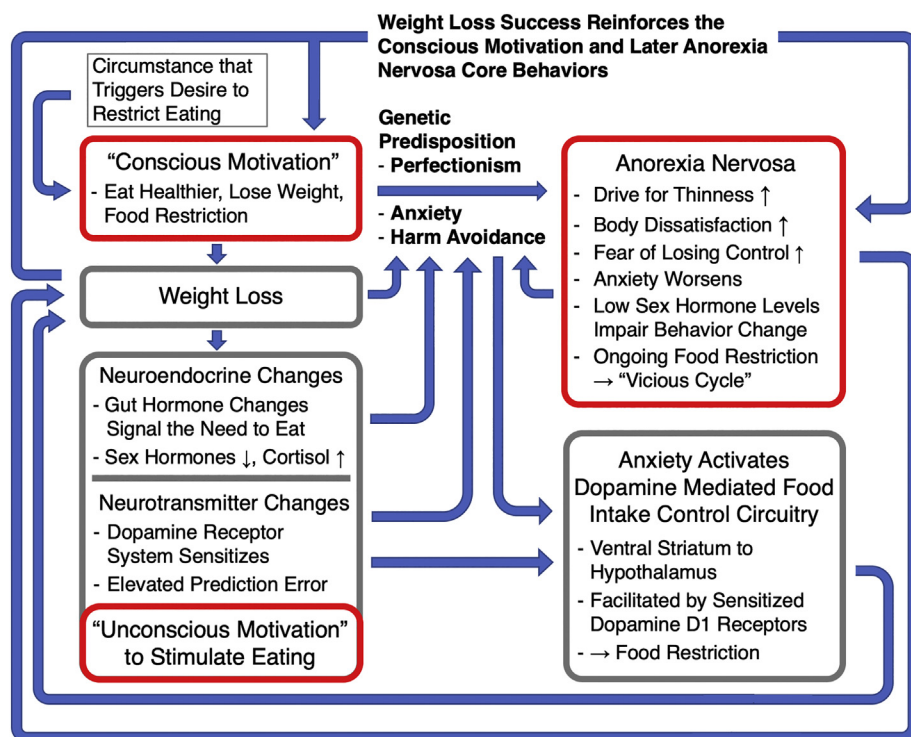 Weight Loss Success Reinforces the
Conscious Motivation and Later Anorexia
Nervosa Core Behaviors
Circumstance that
Triggers Desire to
Restrict Eating
“Conscious Motivation”
- Eat Healthier, Lose Weight,
Food Restriction
Genetic
Predisposition
- Perfectionism
- Anxiety
- Harm Avoidance
Anorexia Nervosa
- Drive for Thinness ↑
- Body Dissatisfaction ↑
- Fear of Losing Control ↑
- Anxiety Worsens
- Low Sex Hormone Levels
Impair Behavior Change
- Ongoing Food Restriction
→ “Vicious Cycle”
Weight Loss
Neuroendocrine Changes
- Gut Hormone Changes
Signal the Need to Eat
- Sex Hormones ↓, Cortisol ↑
Neurotransmitter Changes
- Dopamine Receptor
System Sensitizes
- Elevated Prediction Error
“Unconscious Motivation”
to Stimulate Eating
Anxiety Activates
Dopamine Mediated Food
Intake Control Circuitry
- Ventral Striatum to
Hypothalamus
- Facilitated by Sensitized
Dopamine D1 Receptors
- → Food Restriction